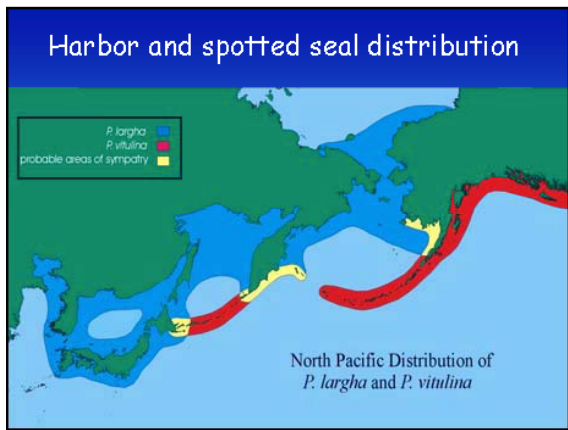 Harbor and spotted seal distribution
P. largha
P. vitulina
probable areas of sympatry
North Pacific Distribution of
P. largha and P. vitulina